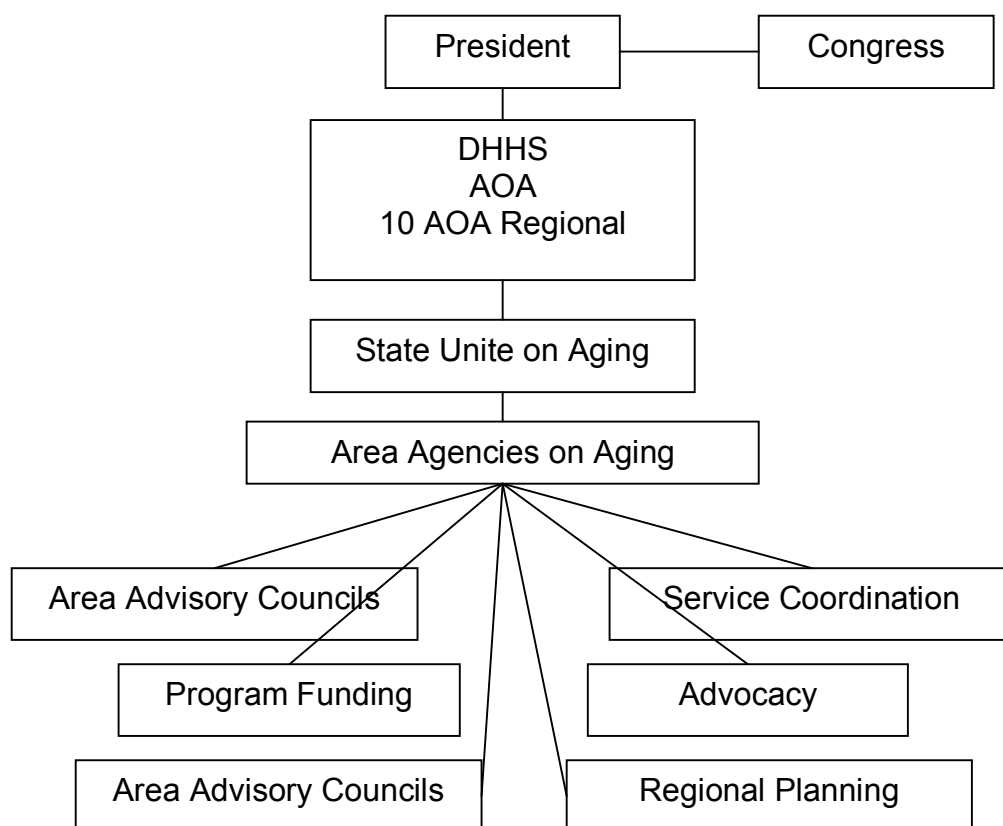 President
Congress
DHHS
AOA
10 AOA Regional
State Unite on Aging
Area Agencies on Aging
Area Advisory Councils
Service Coordination
Program Funding
Advocacy
Area Advisory Councils
Regional Planning